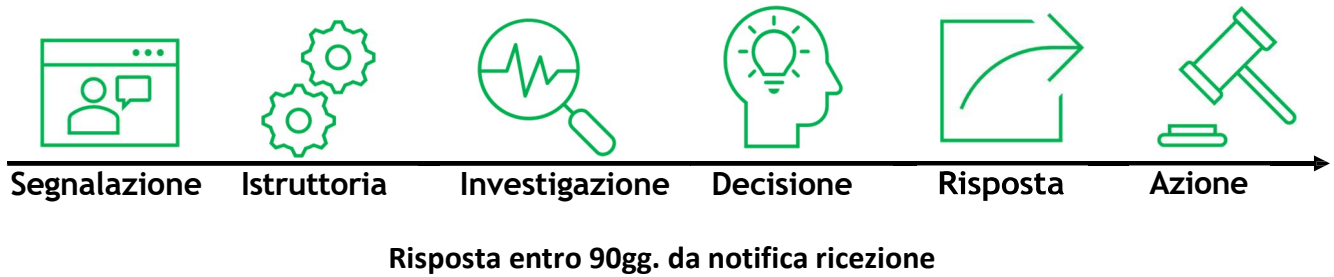 Segnalazione Istruttoria Investigazione Decisione Risposta Azione
Risposta entro 90gg. da notifica ricezione